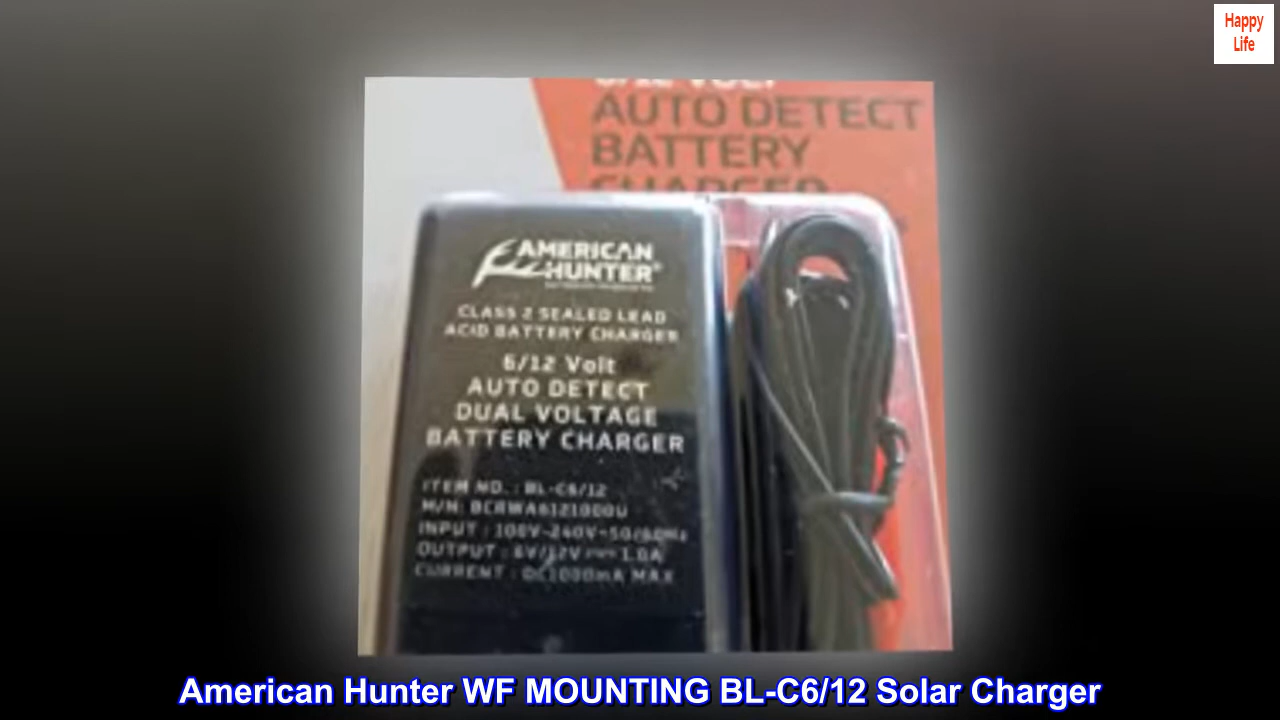 Happy
Life
AUTO DETECT
BATTERY
CHARGER
AMERICAN
HUNTER®
CLASS 2 SEALED LEAD
ACID BATTERY CHARGER
6/12 Volt
AUTO DETECT
DUAL VOLTAGE
BATTERY CHARGER
ITEM NO. : BL-C6/12
M/N: BCRWA6121000U
INPUT : 100V~240V~50/60Hz
OUTPUT : 6V/12V 1.0A
CURRENT : DC1000mA MAX
American Hunter WF MOUNTING BL-C6/12 Solar Charger